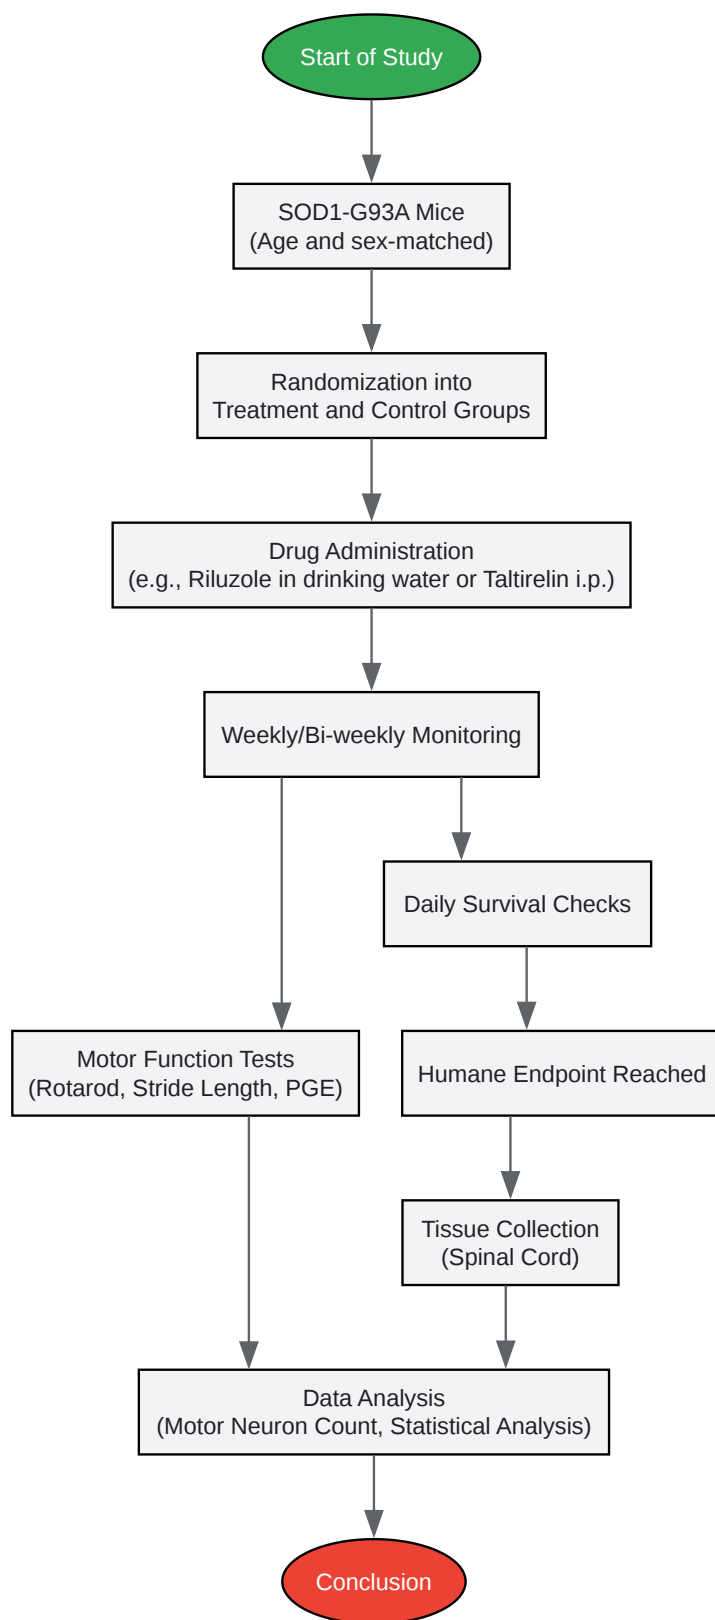 Start of Study
SOD1-G93A Mice
(Age and sex-matched)
Randomization into
Treatment and Control Groups
Drug Administration
(e.g., Riluzole in drinking water or Taltirelin i.p.)
Weekly/Bi-weekly Monitoring
Daily Survival Checks
Motor Function Tests
(Rotarod, Stride Length, PGE)
Humane Endpoint Reached
Tissue Collection
(Spinal Cord)
Data Analysis
(Motor Neuron Count, Statistical Analysis)
Conclusion